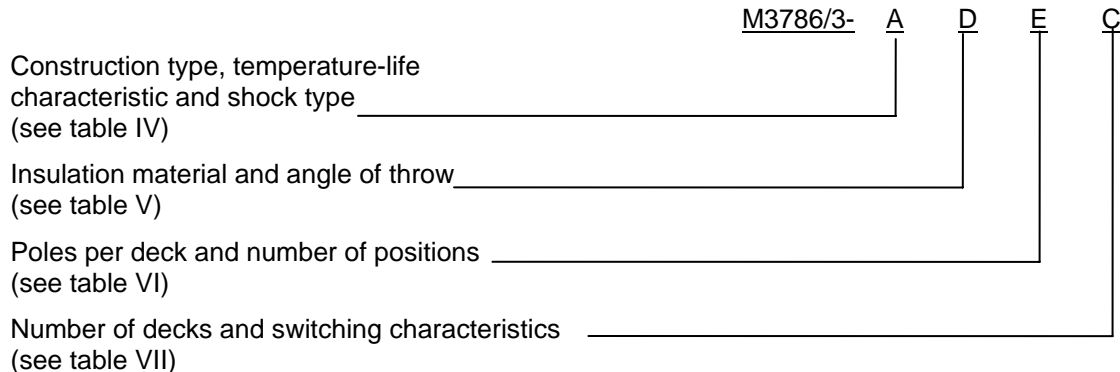 M3786/3- A D E C
Construction type, temperature-life
characteristic and shock type
(see table IV)
Insulation material and angle of throw
(see table V)
Poles per deck and number of positions
(see table VI)
Number of decks and switching characteristics
(see table VII)